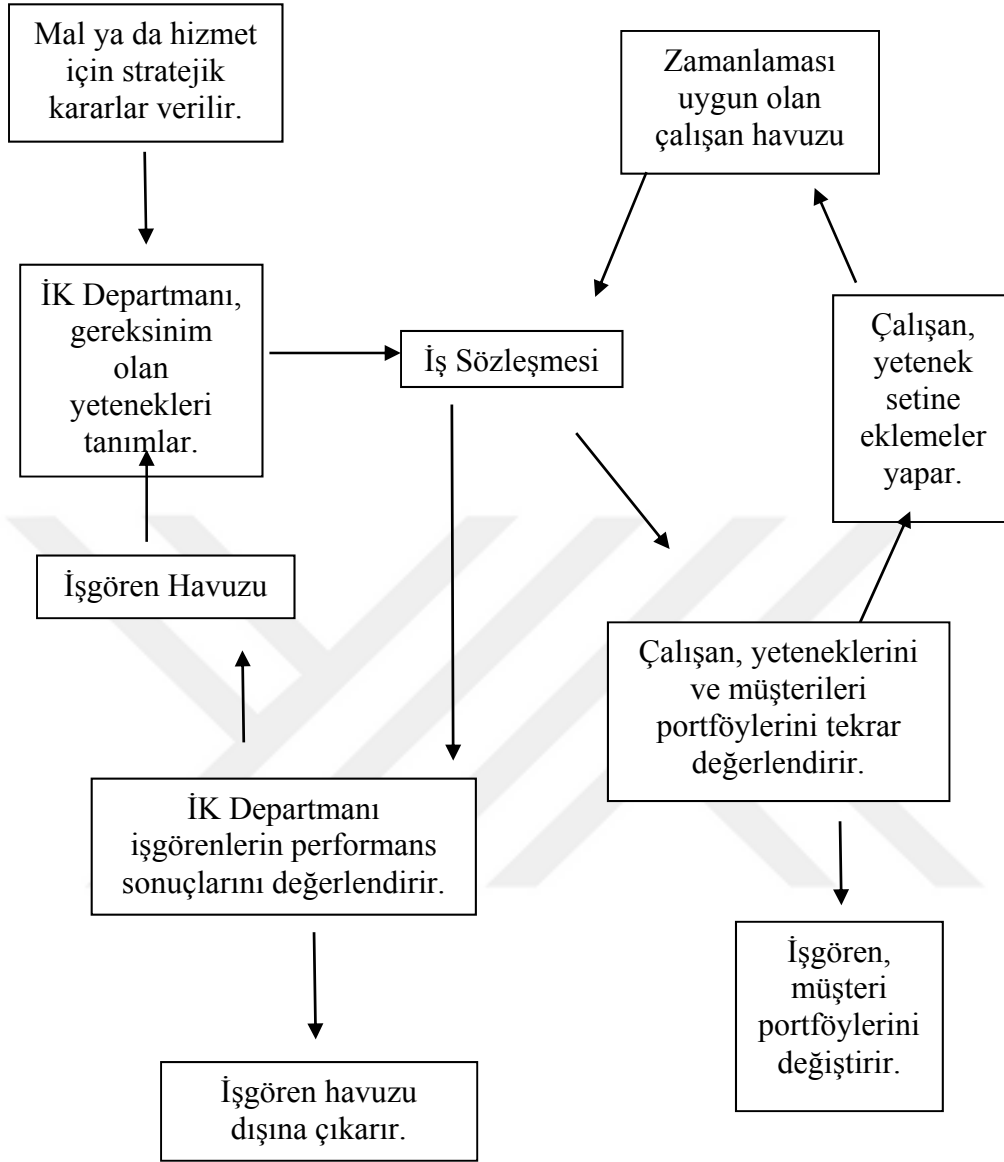 Mal ya da hizmet
için stratejik
kararlar verilir.
Zamanlaması
uygun olan
çalışan havuzu
İK Departmanı,
gereksinim
olan
yetenekleri
tanımlar.
İş Sözleşmesi
Çalışan,
yetenek
setine
eklemeler
yapar.
İşgören Havuzu
Çalışan, yeteneklerini
ve müşterileri
portföylerini tekrar
değerlendirir.
İK Departmanı
işgörenlerin performans
sonuçlarını değerlendirir.
İşgören,
müşteri
portföylerini
değiştirir.
İşgören havuzu
dışına çıkarır.